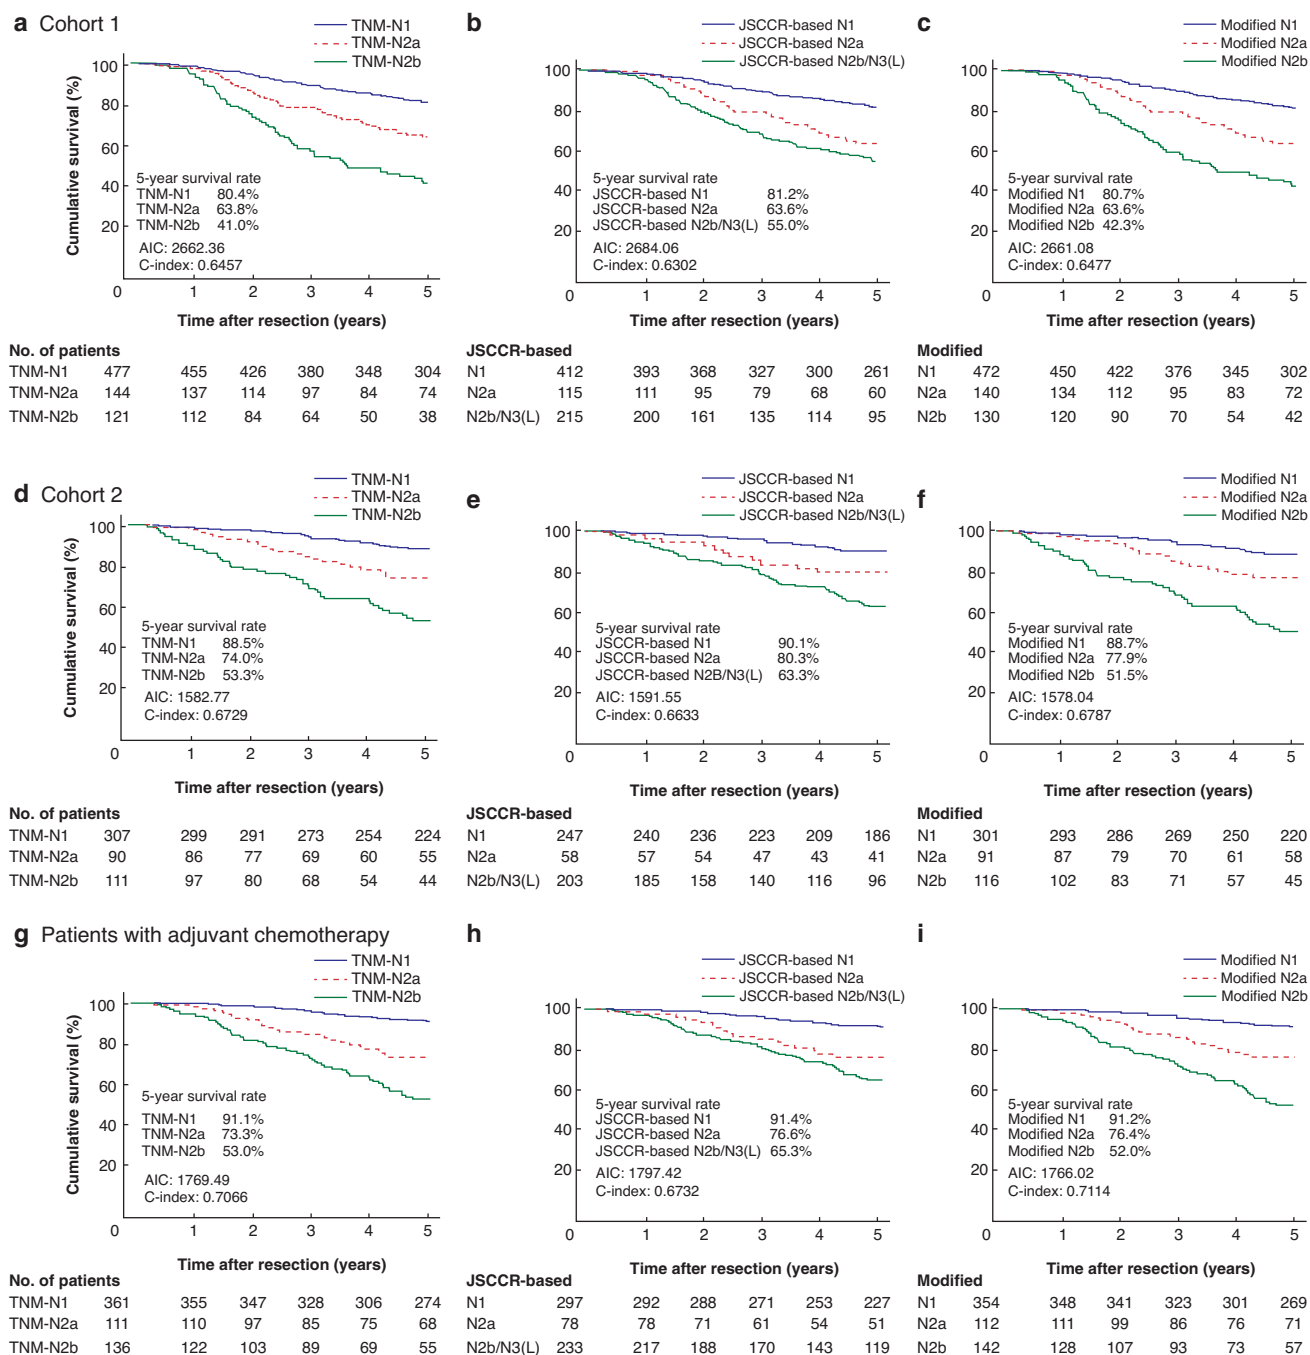 a Cohort 1
TNM-N1
TNM-N2a
TNM-N2b
Cumulative survival (%)
100
80
60
40
20
5-year survival rate
TNM-N1 80.4%
TNM-N2a 63.8%
TNM-N2b 41.0%
AIC: 2662.36
C-index: 0.6457
0 1 2 3 4 5
Time after resection (years)
No. of patients
TNM-N1 477 455 426 380 348 304
TNM-N2a 144 137 114 97 84 74
TNM-N2b 121 112 84 64 50 38
b
JSCCR-based N1
JSCCR-based N2a
JSCCR-based N2b/N3(L)
100
80
60
40
20
5-year survival rate
JSCCR-based N1 81.2%
JSCCR-based N2a 63.6%
JSCCR-based N2b/N3(L) 55.0%
AIC: 2684.06
C-index: 0.6302
0 1 2 3 4 5
Time after resection (years)
JSCCR-based
N1 412 393 368 327 300 261
N2a 115 111 95 79 68 60
N2b/N3(L) 215 200 161 135 114 95
c
Modified N1
Modified N2a
Modified N2b
100
80
60
40
20
5-year survival rate
Modified N1 80.7%
Modified N2a 63.6%
Modified N2b 42.3%
AIC: 2661.08
C-index: 0.6477
0 1 2 3 4 5
Time after resection (years)
Modified
N1 472 450 422 376 345 302
N2a 140 134 112 95 83 72
N2b 130 120 90 70 54 42
d Cohort 2
TNM-N1
TNM-N2a
TNM-N2b
Cumulative survival (%)
100
80
60
40
20
5-year survival rate
TNM-N1 88.5%
TNM-N2a 74.0%
TNM-N2b 53.3%
AIC: 1582.77
C-index: 0.6729
0 1 2 3 4 5
Time after resection (years)
No. of patients
TNM-N1 307 299 291 273 254 224
TNM-N2a 90 86 77 69 60 55
TNM-N2b 111 97 80 68 54 44
e
JSCCR-based N1
JSCCR-based N2a
JSCCR-based N2b/N3(L)
100
80
60
40
20
5-year survival rate
JSCCR-based N1 90.1%
JSCCR-based N2a 80.3%
JSCCR-based N2B/N3(L) 63.3%
AIC: 1591.55
C-index: 0.6633
0 1 2 3 4 5
Time after resection (years)
JSCCR-based
N1 247 240 236 223 209 186
N2a 58 57 54 47 43 41
N2b/N3(L) 203 185 158 140 116 96
f
Modified N1
Modified N2a
Modified N2b
100
80
60
40
20
5-year survival rate
Modified N1 88.7%
Modified N2a 77.9%
Modified N2b 51.5%
AIC: 1578.04
C-index: 0.6787
0 1 2 3 4 5
Time after resection (years)
Modified
N1 301 293 286 269 250 220
N2a 91 87 79 70 61 58
N2b 116 102 83 71 57 45
g Patients with adjuvant chemotherapy
TNM-N1
TNM-N2a
TNM-N2b
Cumulative survival (%)
100
80
60
40
20
5-year survival rate
TNM-N1 91.1%
TNM-N2a 73.3%
TNM-N2b 53.0%
AIC: 1769.49
C-index: 0.7066
0 1 2 3 4 5
Time after resection (years)
No. of patients
TNM-N1 361 355 347 328 306 274
TNM-N2a 111 110 97 85 75 68
TNM-N2b 136 122 103 89 69 55
h
JSCCR-based N1
JSCCR-based N2a
JSCCR-based N2b/N3(L)
100
80
60
40
20
5-year survival rate
JSCCR-based N1 91.4%
JSCCR-based N2a 76.6%
JSCCR-based N2b/N3(L) 65.3%
AIC: 1797.42
C-index: 0.6732
0 1 2 3 4 5
Time after resection (years)
JSCCR-based
N1 297 292 288 271 253 227
N2a 78 78 71 61 54 51
N2b/N3(L) 233 217 188 170 143 119
i
Modified N1
Modified N2a
Modified N2b
100
80
60
40
20
5-year survival rate
Modified N1 91.2%
Modified N2a 76.4%
Modified N2b 52.0%
AIC: 1766.02
C-index: 0.7114
0 1 2 3 4 5
Time after resection (years)
Modified
N1 354 348 341 323 301 269
N2a 112 111 99 86 76 71
N2b 142 128 107 93 73 57